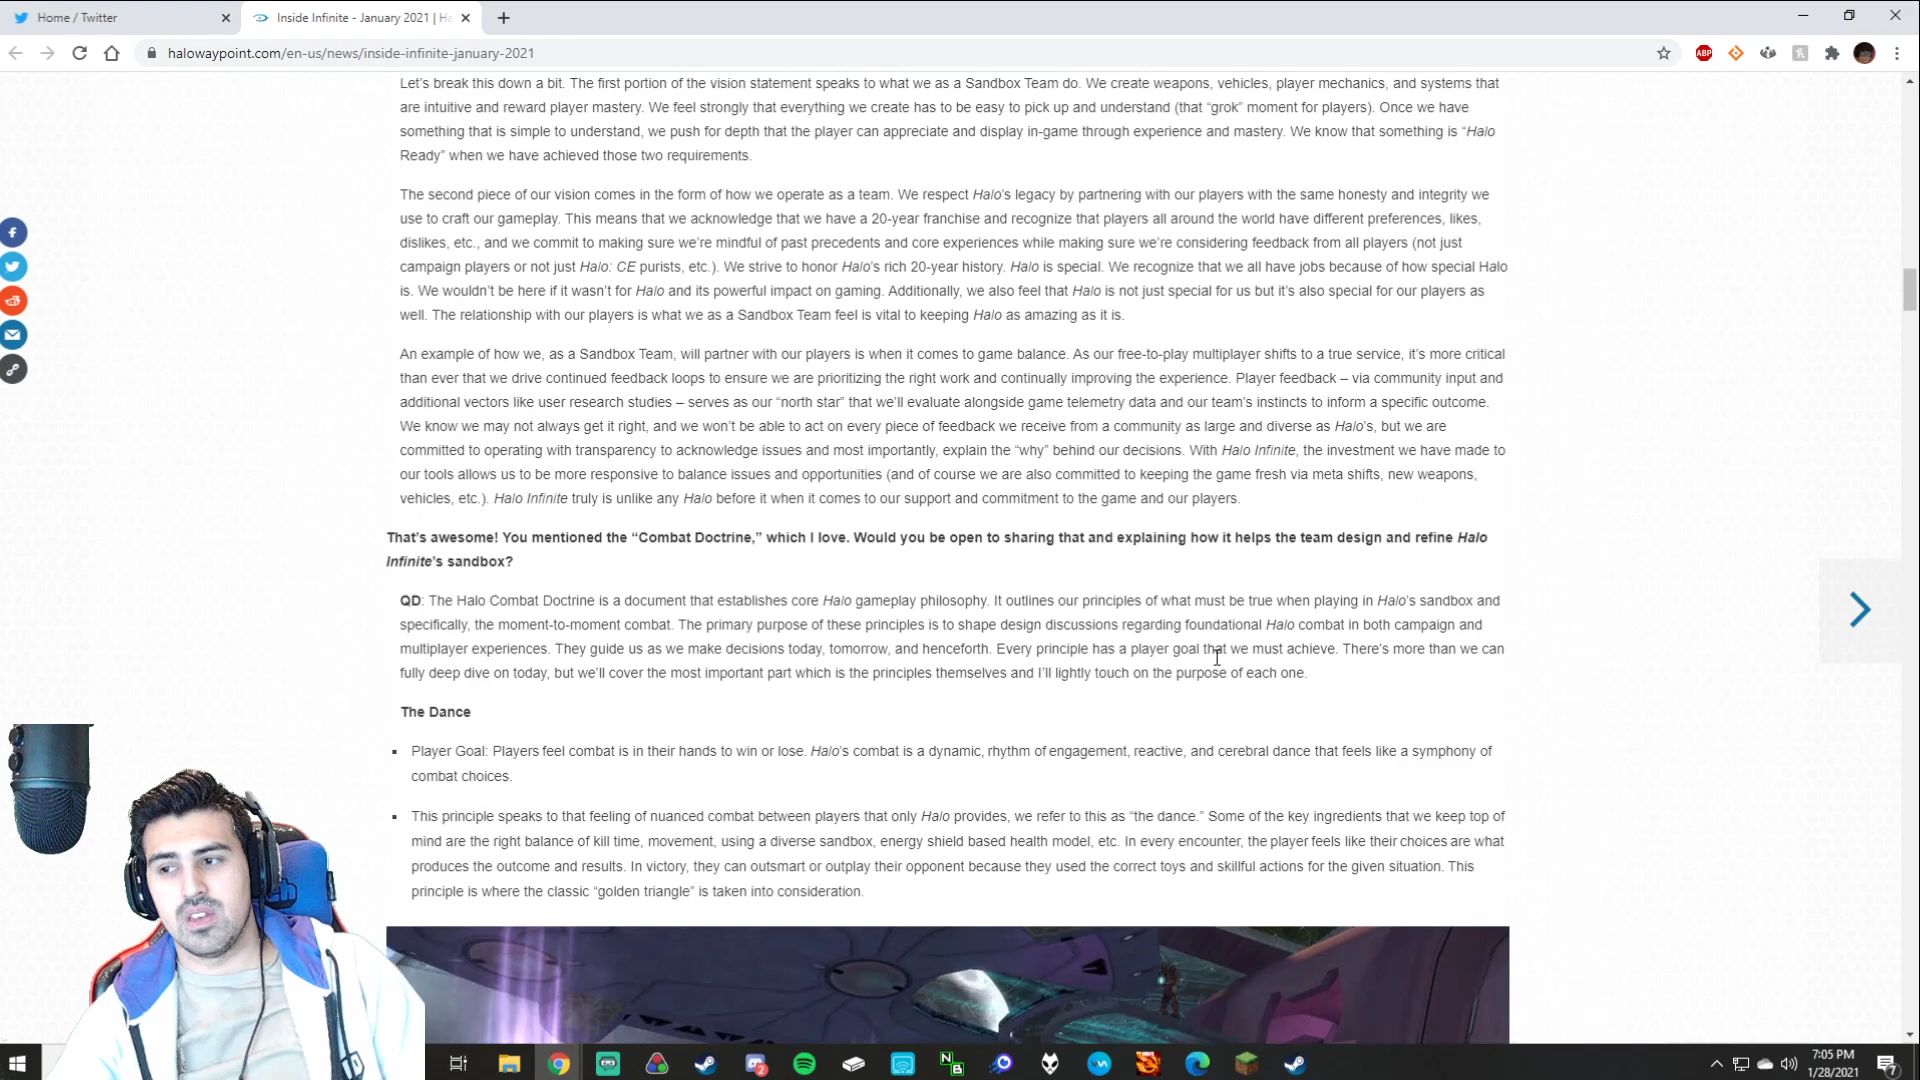 Home / Twitter
Inside Infinite - January 2021 | Ha
halowaypoint.com/en-us/news/inside-infinite-january-2021
ABP
Let's break this down a bit. The first portion of the vision statement speaks to what we as a Sandbox Team do. We create weapons, vehicles, player mechanics, and systems that
are intuitive and reward player mastery. We feel strongly that everything we create has to be easy to pick up and understand (that “grok” moment for players). Once we have
something that is simple to understand, we push for depth that the player can appreciate and display in-game through experience and mastery. We know that something is “Halo
Ready” when we have achieved those two requirements.
The second piece of our vision comes in the form of how we operate as a team. We respect Halo’s legacy by partnering with our players with the same honesty and integrity we
use to craft our gameplay. This means that we acknowledge that we have a 20-year franchise and recognize that players all around the world have different preferences, likes,
dislikes, etc., and we commit to making sure we’re mindful of past precedents and core experiences while making sure we’re considering feedback from all players (not just
campaign players or not just Halo: CE purists, etc.). We strive to honor Halo’s rich 20-year history. Halo is special. We recognize that we all have jobs because of how special Halo
is. We wouldn’t be here if it wasn’t for Halo and its powerful impact on gaming. Additionally, we also feel that Halo is not just special for us but it’s also special for our players as
well. The relationship with our players is what we as a Sandbox Team feel is vital to keeping Halo as amazing as it is.
An example of how we, as a Sandbox Team, will partner with our players is when it comes to game balance. As our free-to-play multiplayer shifts to a true service, it’s more critical
than ever that we drive continued feedback loops to ensure we are prioritizing the right work and continually improving the experience. Player feedback – via community input and
additional vectors like user research studies – serves as our “north star” that we’ll evaluate alongside game telemetry data and our team’s instincts to inform a specific outcome.
We know we may not always get it right, and we won’t be able to act on every piece of feedback we receive from a community as large and diverse as Halo’s, but we are
committed to operating with transparency to acknowledge issues and most importantly, explain the “why” behind our decisions. With Halo Infinite, the investment we have made to
our tools allows us to be more responsive to balance issues and opportunities (and of course we are also committed to keeping the game fresh via meta shifts, new weapons,
vehicles, etc.). Halo Infinite truly is unlike any Halo before it when it comes to our support and commitment to the game and our players.
That’s awesome! You mentioned the “Combat Doctrine,” which I love. Would you be open to sharing that and explaining how it helps the team design and refine Halo
Infinite’s sandbox?
QD: The Halo Combat Doctrine is a document that establishes core Halo gameplay philosophy. It outlines our principles of what must be true when playing in Halo’s sandbox and
specifically, the moment-to-moment combat. The primary purpose of these principles is to shape design discussions regarding foundational Halo combat in both campaign and
multiplayer experiences. They guide us as we make decisions today, tomorrow, and henceforth. Every principle has a player goal that we must achieve. There’s more than we can
fully deep dive on today, but we’ll cover the most important part which is the principles themselves and I’ll lightly touch on the purpose of each one.
The Dance
▪ Player Goal: Players feel combat is in their hands to win or lose. Halo’s combat is a dynamic, rhythm of engagement, reactive, and cerebral dance that feels like a symphony of
combat choices.
▪ This principle speaks to that feeling of nuanced combat between players that only Halo provides, we refer to this as “the dance.” Some of the key ingredients that we keep top of
mind are the right balance of kill time, movement, using a diverse sandbox, energy shield based health model, etc. In every encounter, the player feels like their choices are what
produces the outcome and results. In victory, they can outsmart or outplay their opponent because they used the correct toys and skillful actions for the given situation. This
principle is where the classic “golden triangle” is taken into consideration.
7:05 PM
1/28/2021